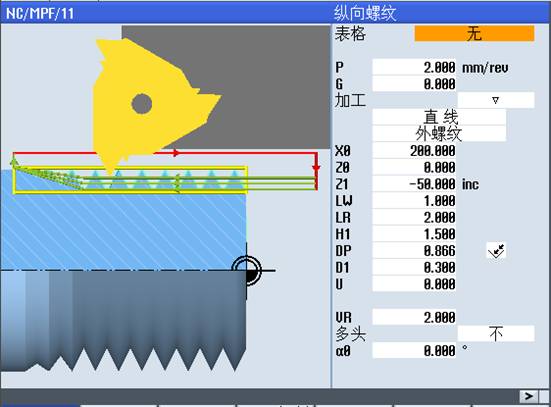 NC/MPF/11
纵向螺纹
表格 无
P 2.000 mm/rev
G 0.000
加工 ▽
直线
外螺纹
X0 200.000
Z0 0.000
Z1 -50.000 inc
LW 1.000
LR 2.000
H1 1.500
DP 0.866
D1 0.300
U 0.000
VR 2.000
多头 不
α0 0.000 °